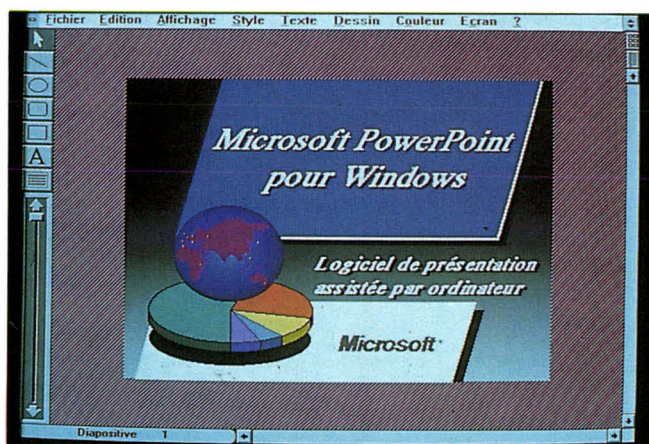 Fichier Edition Affichage Style Texte Dessin Couleur Ecran ?
A
Microsoft PowerPoint
pour Windows
Logiciel de présentation
assistée par ordinateur
Microsoft
Diapositive 1